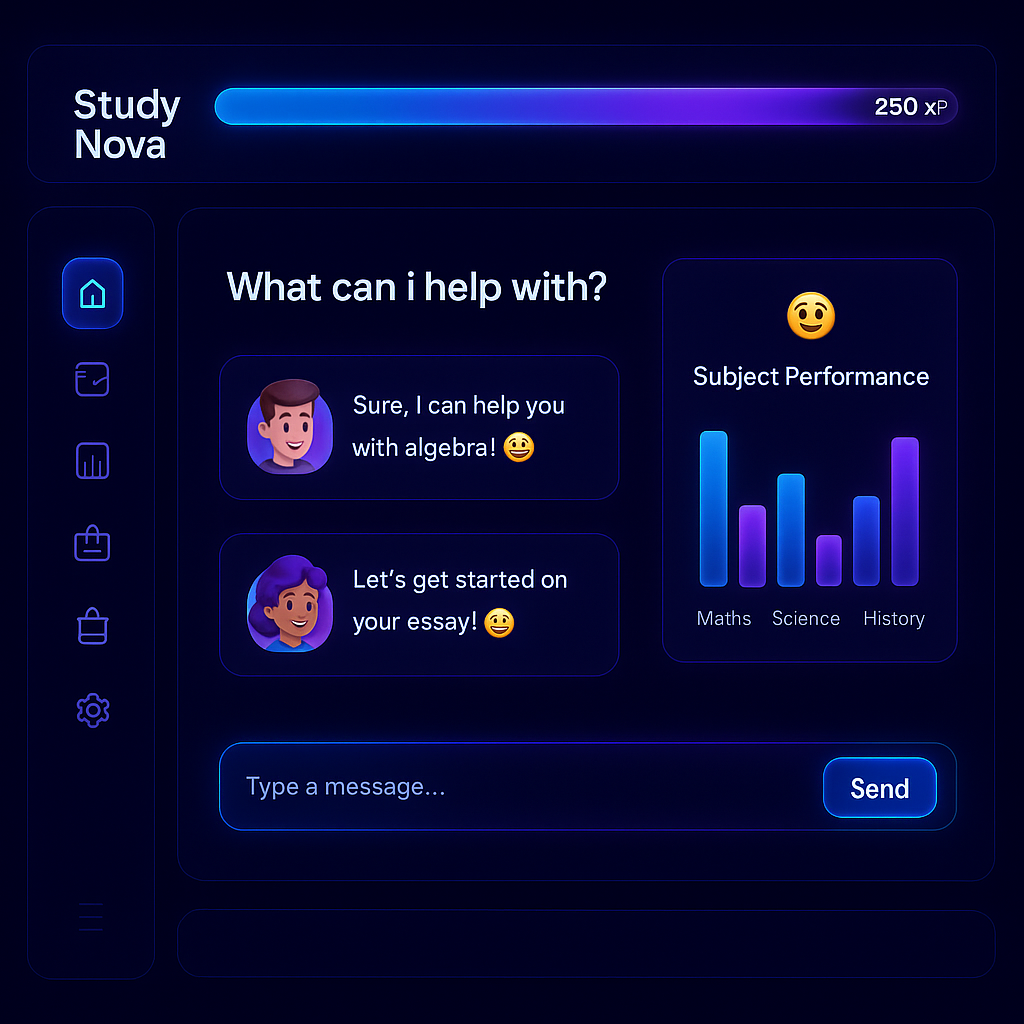 Study
Nova
250 xP
What can i help with?
Sure, I can help you
with algebra! 😃
Let's get started on
your essay! 😃
Subject Performance
Maths Science History
Type a message...
Send